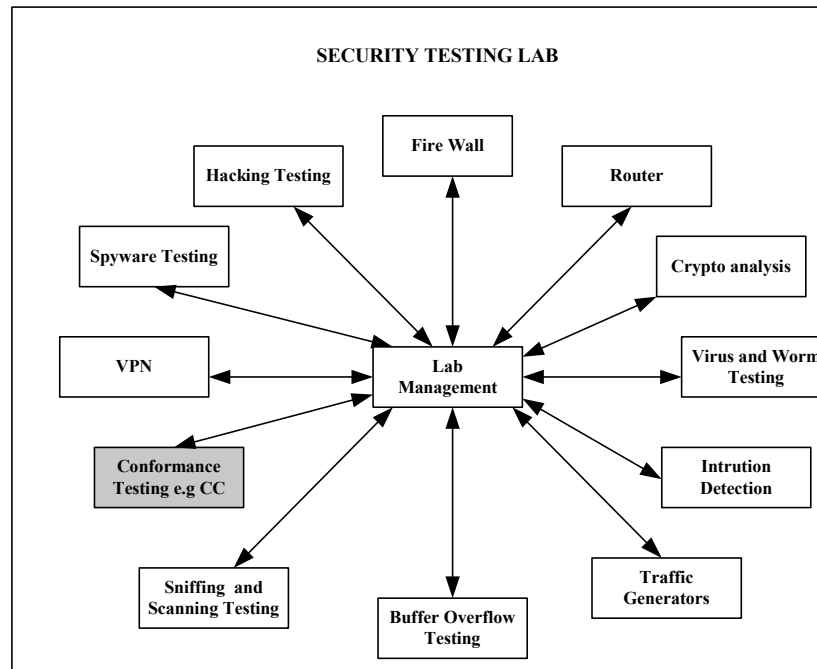 SECURITY TESTING LAB
Fire Wall
Hacking Testing
Router
Spyware Testing
Crypto analysis
VPN
Lab
Management
Virus and Worm
Testing
Conformance
Testing e.g CC
Intrution
Detection
Sniffing and
Scanning Testing
Buffer Overflow
Testing
Traffic
Generators